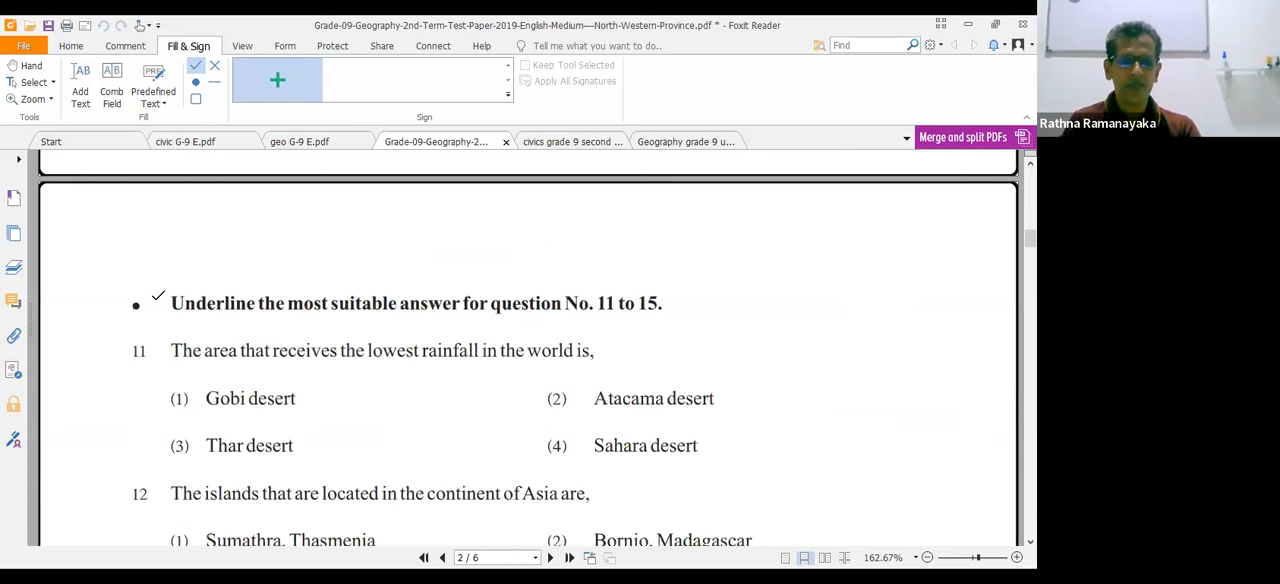 Grade-09-Geography-2nd-Term-Test-Paper-2019-English-Medium-–-North-Western-Province.pdf * - Foxit Reader
File Home Comment Fill & Sign View Form Protect Share Connect Help Tell me what you want to do.. Find
Hand
Select
Zoom
Tools
Add Text
Comb Field
Predefined Text
Fill
Keep Tool Selected
Apply All Signatures
Sign
Rathna Ramanayaka
Start civic G-9 E.pdf geo G-9 E.pdf Grade-09-Geography-2... civics grade 9 second ... Geography grade 9 u... Merge and split PDFs
• Underline the most suitable answer for question No. 11 to 15.
11 The area that receives the lowest rainfall in the world is,
(1) Gobi desert (2) Atacama desert
(3) Thar desert (4) Sahara desert
12 The islands that are located in the continent of Asia are,
(1) Sumathra, Thasmenia (2) Bornio, Madagascar
2 / 6 162.67%